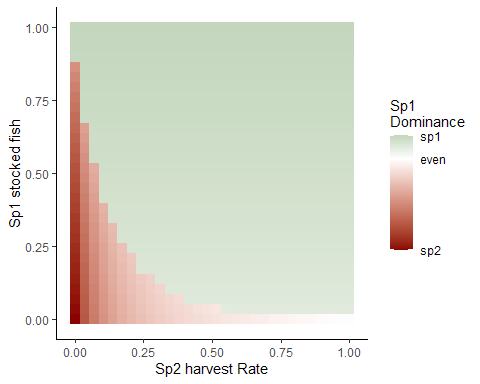 1.00
0.75
0.50
0.25
0.00
Sp1 stocked fish
0.00 0.25 0.50 0.75 1.00
Sp2 harvest Rate
Sp1
Dominance
sp1
even
sp2